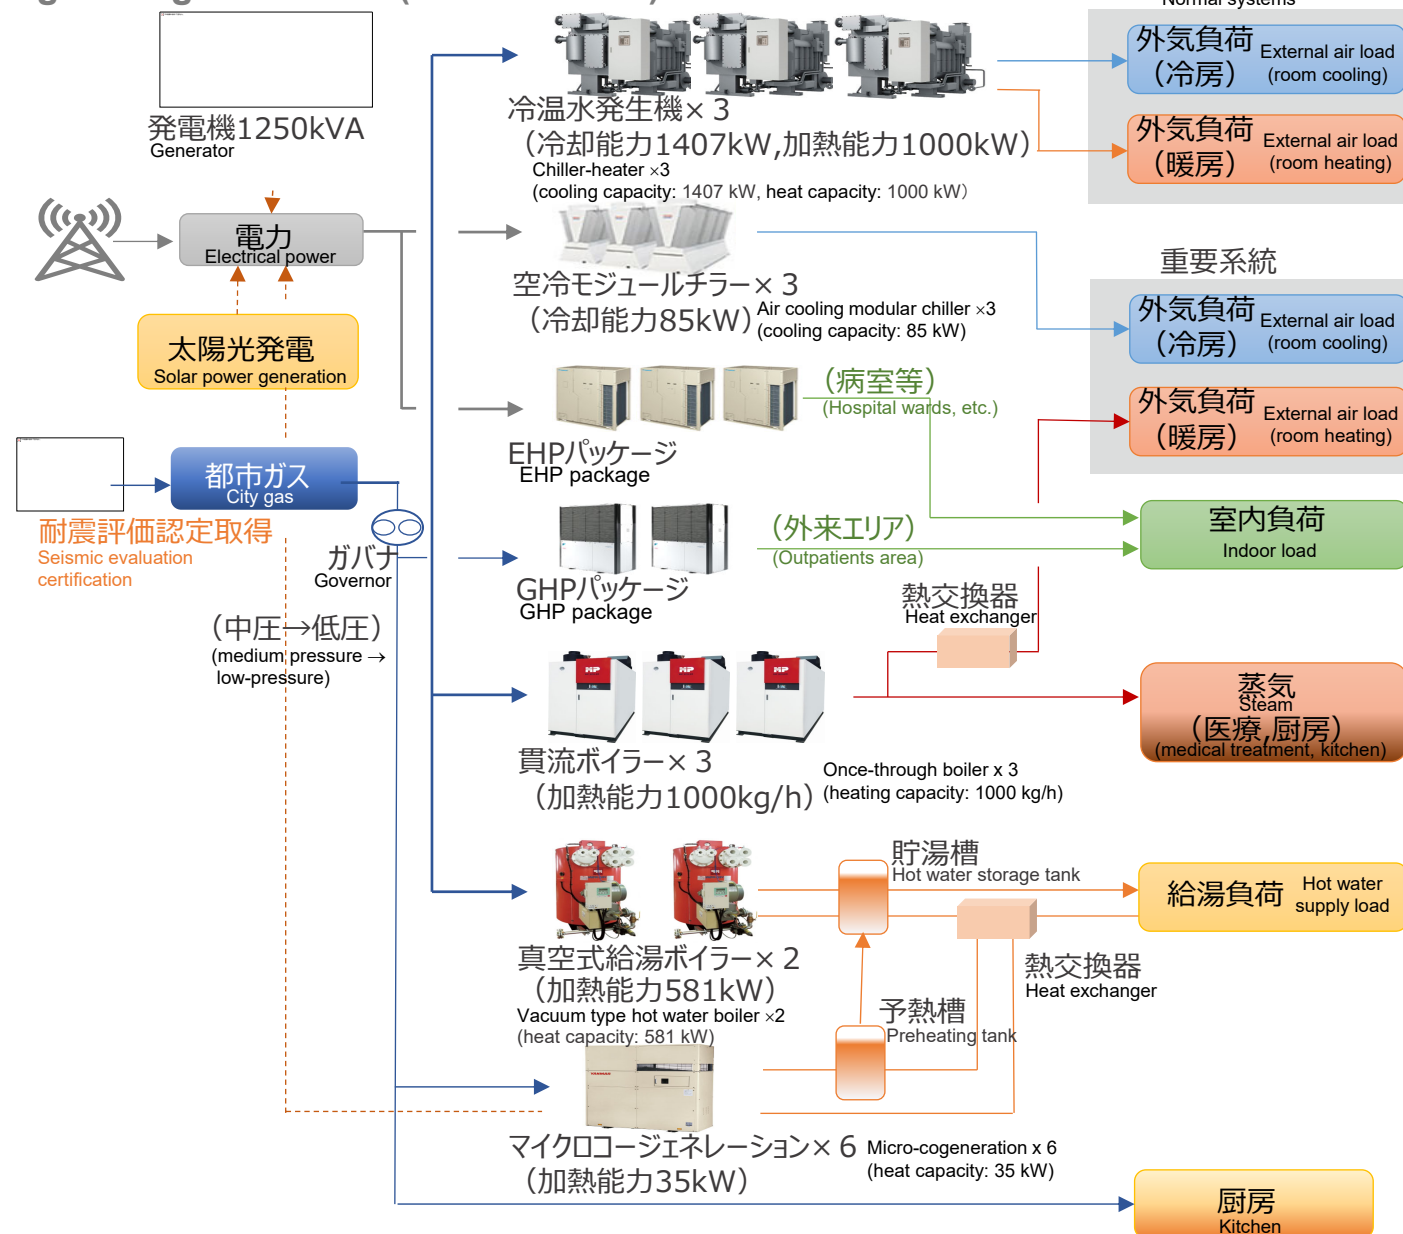 Normal systems
発電機1250kVA
Generator
冷温水発生機×３
（冷却能力1407kW,加熱能力1000kW）
Chiller-heater ×3
(cooling capacity: 1407 kW, heat capacity: 1000 kW)
外気負荷
（冷房）
External air load
(room cooling)
外気負荷
（暖房）
External air load
(room heating)
電力
Electrical power
空冷モジュールチラー×３
（冷却能力85kW）
Air cooling modular chiller ×3
(cooling capacity: 85 kW)
重要系統
外気負荷
（冷房）
External air load
(room cooling)
外気負荷
（暖房）
External air load
(room heating)
太陽光発電
Solar power generation
（病室等）
(Hospital wards, etc.)
EHPパッケージ
EHP package
都市ガス
City gas
耐震評価認定取得
Seismic evaluation
certification
ガバナ
Governor
（中圧→低圧）
(medium pressure →
low-pressure)
（外来エリア）
(Outpatients area)
GHPパッケージ
GHP package
室内負荷
Indoor load
熱交換器
Heat exchanger
MP
MP
MP
貫流ボイラー×３
（加熱能力1000kg/h）
Once-through boiler x 3
(heating capacity: 1000 kg/h)
蒸気
Steam
（医療,厨房）
(medical treatment, kitchen)
貯湯槽
Hot water storage tank
給湯負荷
Hot water
supply load
真空式給湯ボイラー×２
（加熱能力581kW）
Vacuum type hot water boiler ×2
(heat capacity: 581 kW)
熱交換器
Heat exchanger
予熱槽
Preheating tank
YANMAR
マイクロコージェネレーション×６
（加熱能力35kW）
Micro-cogeneration x 6
(heat capacity: 35 kW)
厨房
Kitchen